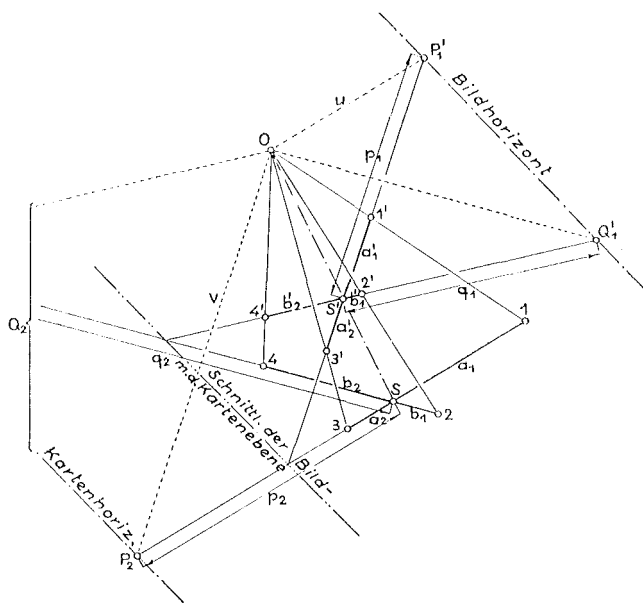 P₁'
Bildhorizont
u
O
p₁
1'
a₁'
Q₁'
v
4'
b₂'
S'
2'
b₁'
q₁
a₂'
1
Q₂
q₂
4
3'
a₁
b₂
S
Schnittl. der Bild-
m.d. Kartenebene
3
a₂
b₁
2
Kartenhoriz.
p₂
P₂